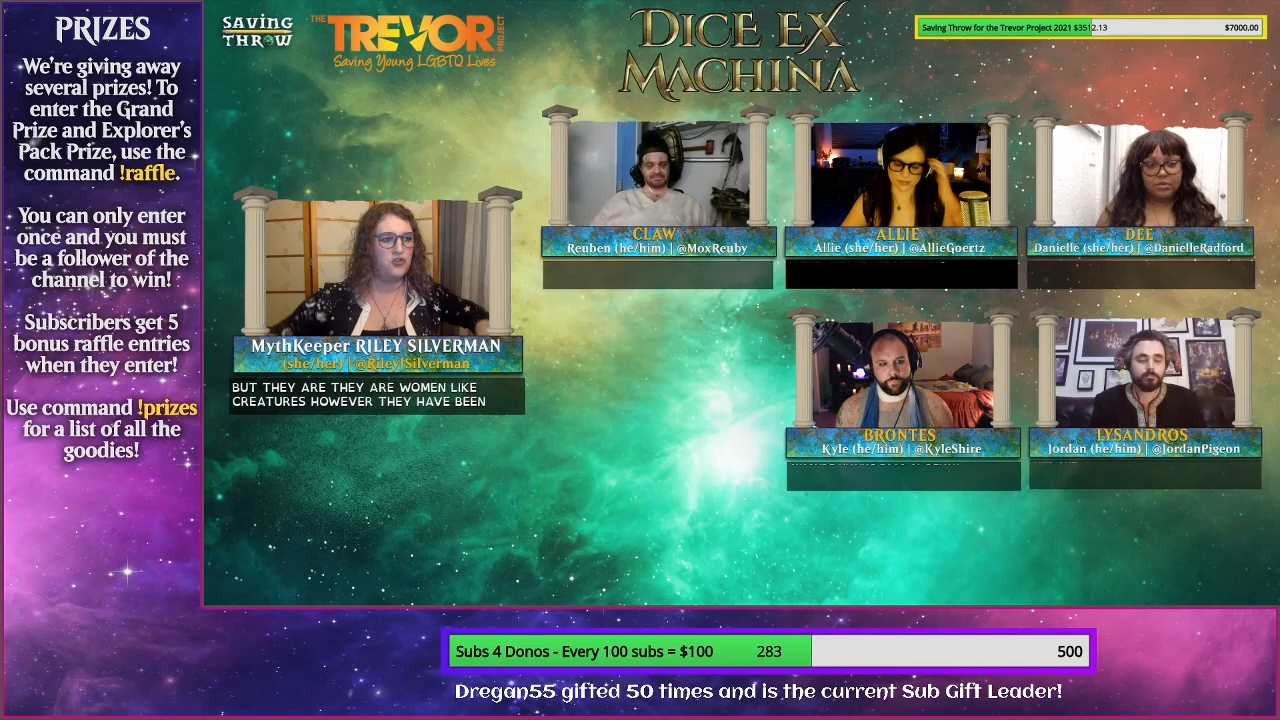 PRIZES
We're giving away
several prizes! To
enter the Grand
Prize and Explorer's
Pack Prize, use the
command !raffle.
You can only enter
once and you must
be a follower of the
channel to win!
Subscribers get 5
bonus raffle entries
when they enter!
Use command !prizes
for a list of all the
goodies!
SAVING
THROW
THE TREVOR PROJECT
Saving Young LGBTQ Lives
DICE EX
MACHINA
Saving Throw for the Trevor Project 2021 $3512.13 $7000.00
CLAW
Reuben (he/him) | @MoxReuby
ALLIE
Allie (she/her) | @AllieGoertz
DEE
Danielle (she/her) | @DanielleRadford
MythKeeper RILEY SILVERMAN
(she/her) | @RileyJSilverman
BUT THEY ARE THEY ARE WOMEN LIKE
CREATURES HOWEVER THEY HAVE BEEN
BRONTES
Kyle (he/him) | @KyleShire
LYSANDROS
Jordan (he/him) | @JordanPigeon
Subs 4 Donos - Every 100 subs = $100 283 500
Dregan55 gifted 50 times and is the current Sub Gift Leader!